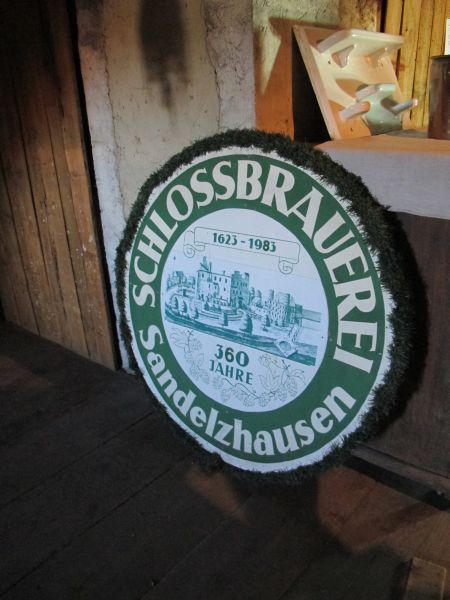 SCHLOSSBRAUEREI
1623 - 1983
360
JAHRE
Sandelzhausen